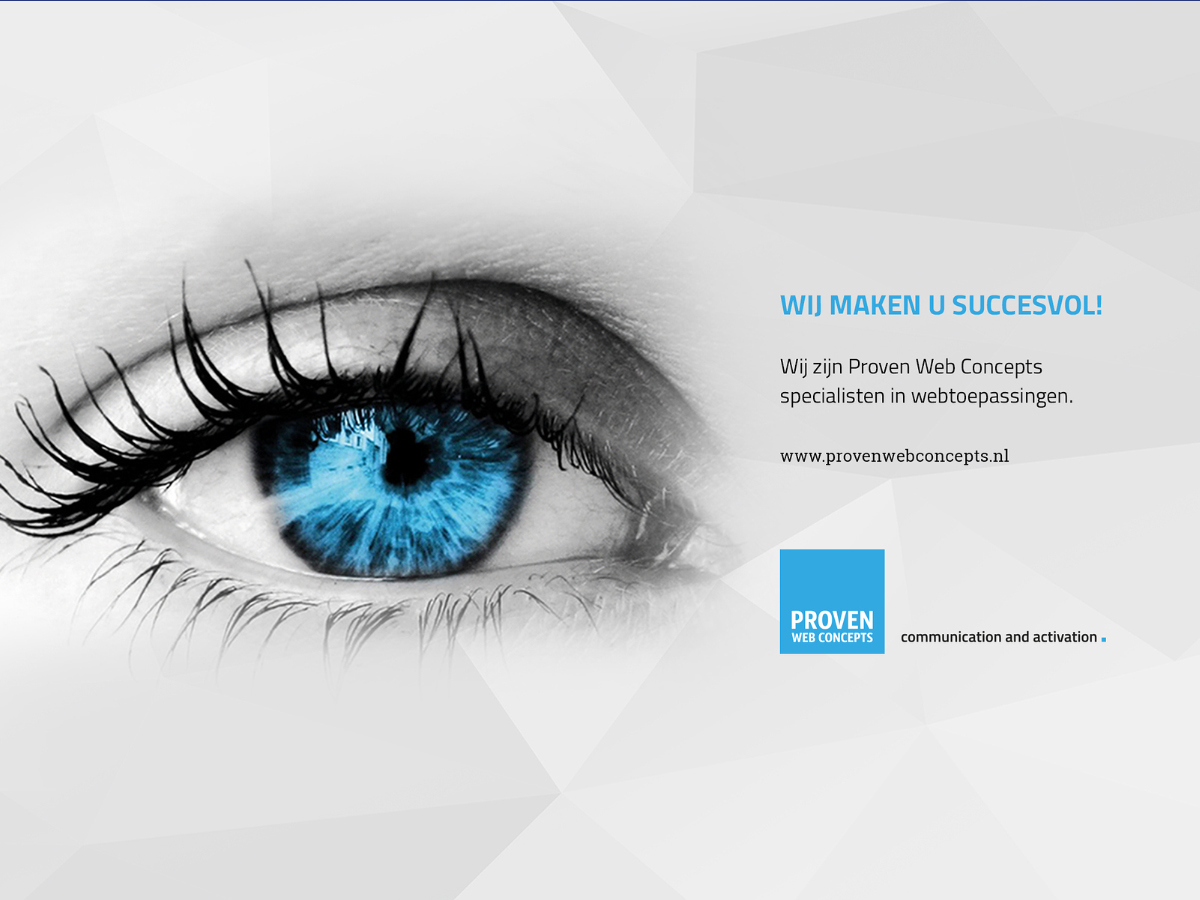 WIJ MAKEN U SUCCESVOL!
Wij zijn Proven Web Concepts
specialisten in webtoepassingen.
www.provenwebconcepts.nl
PROVEN
WEB CONCEPTS
communication and activation